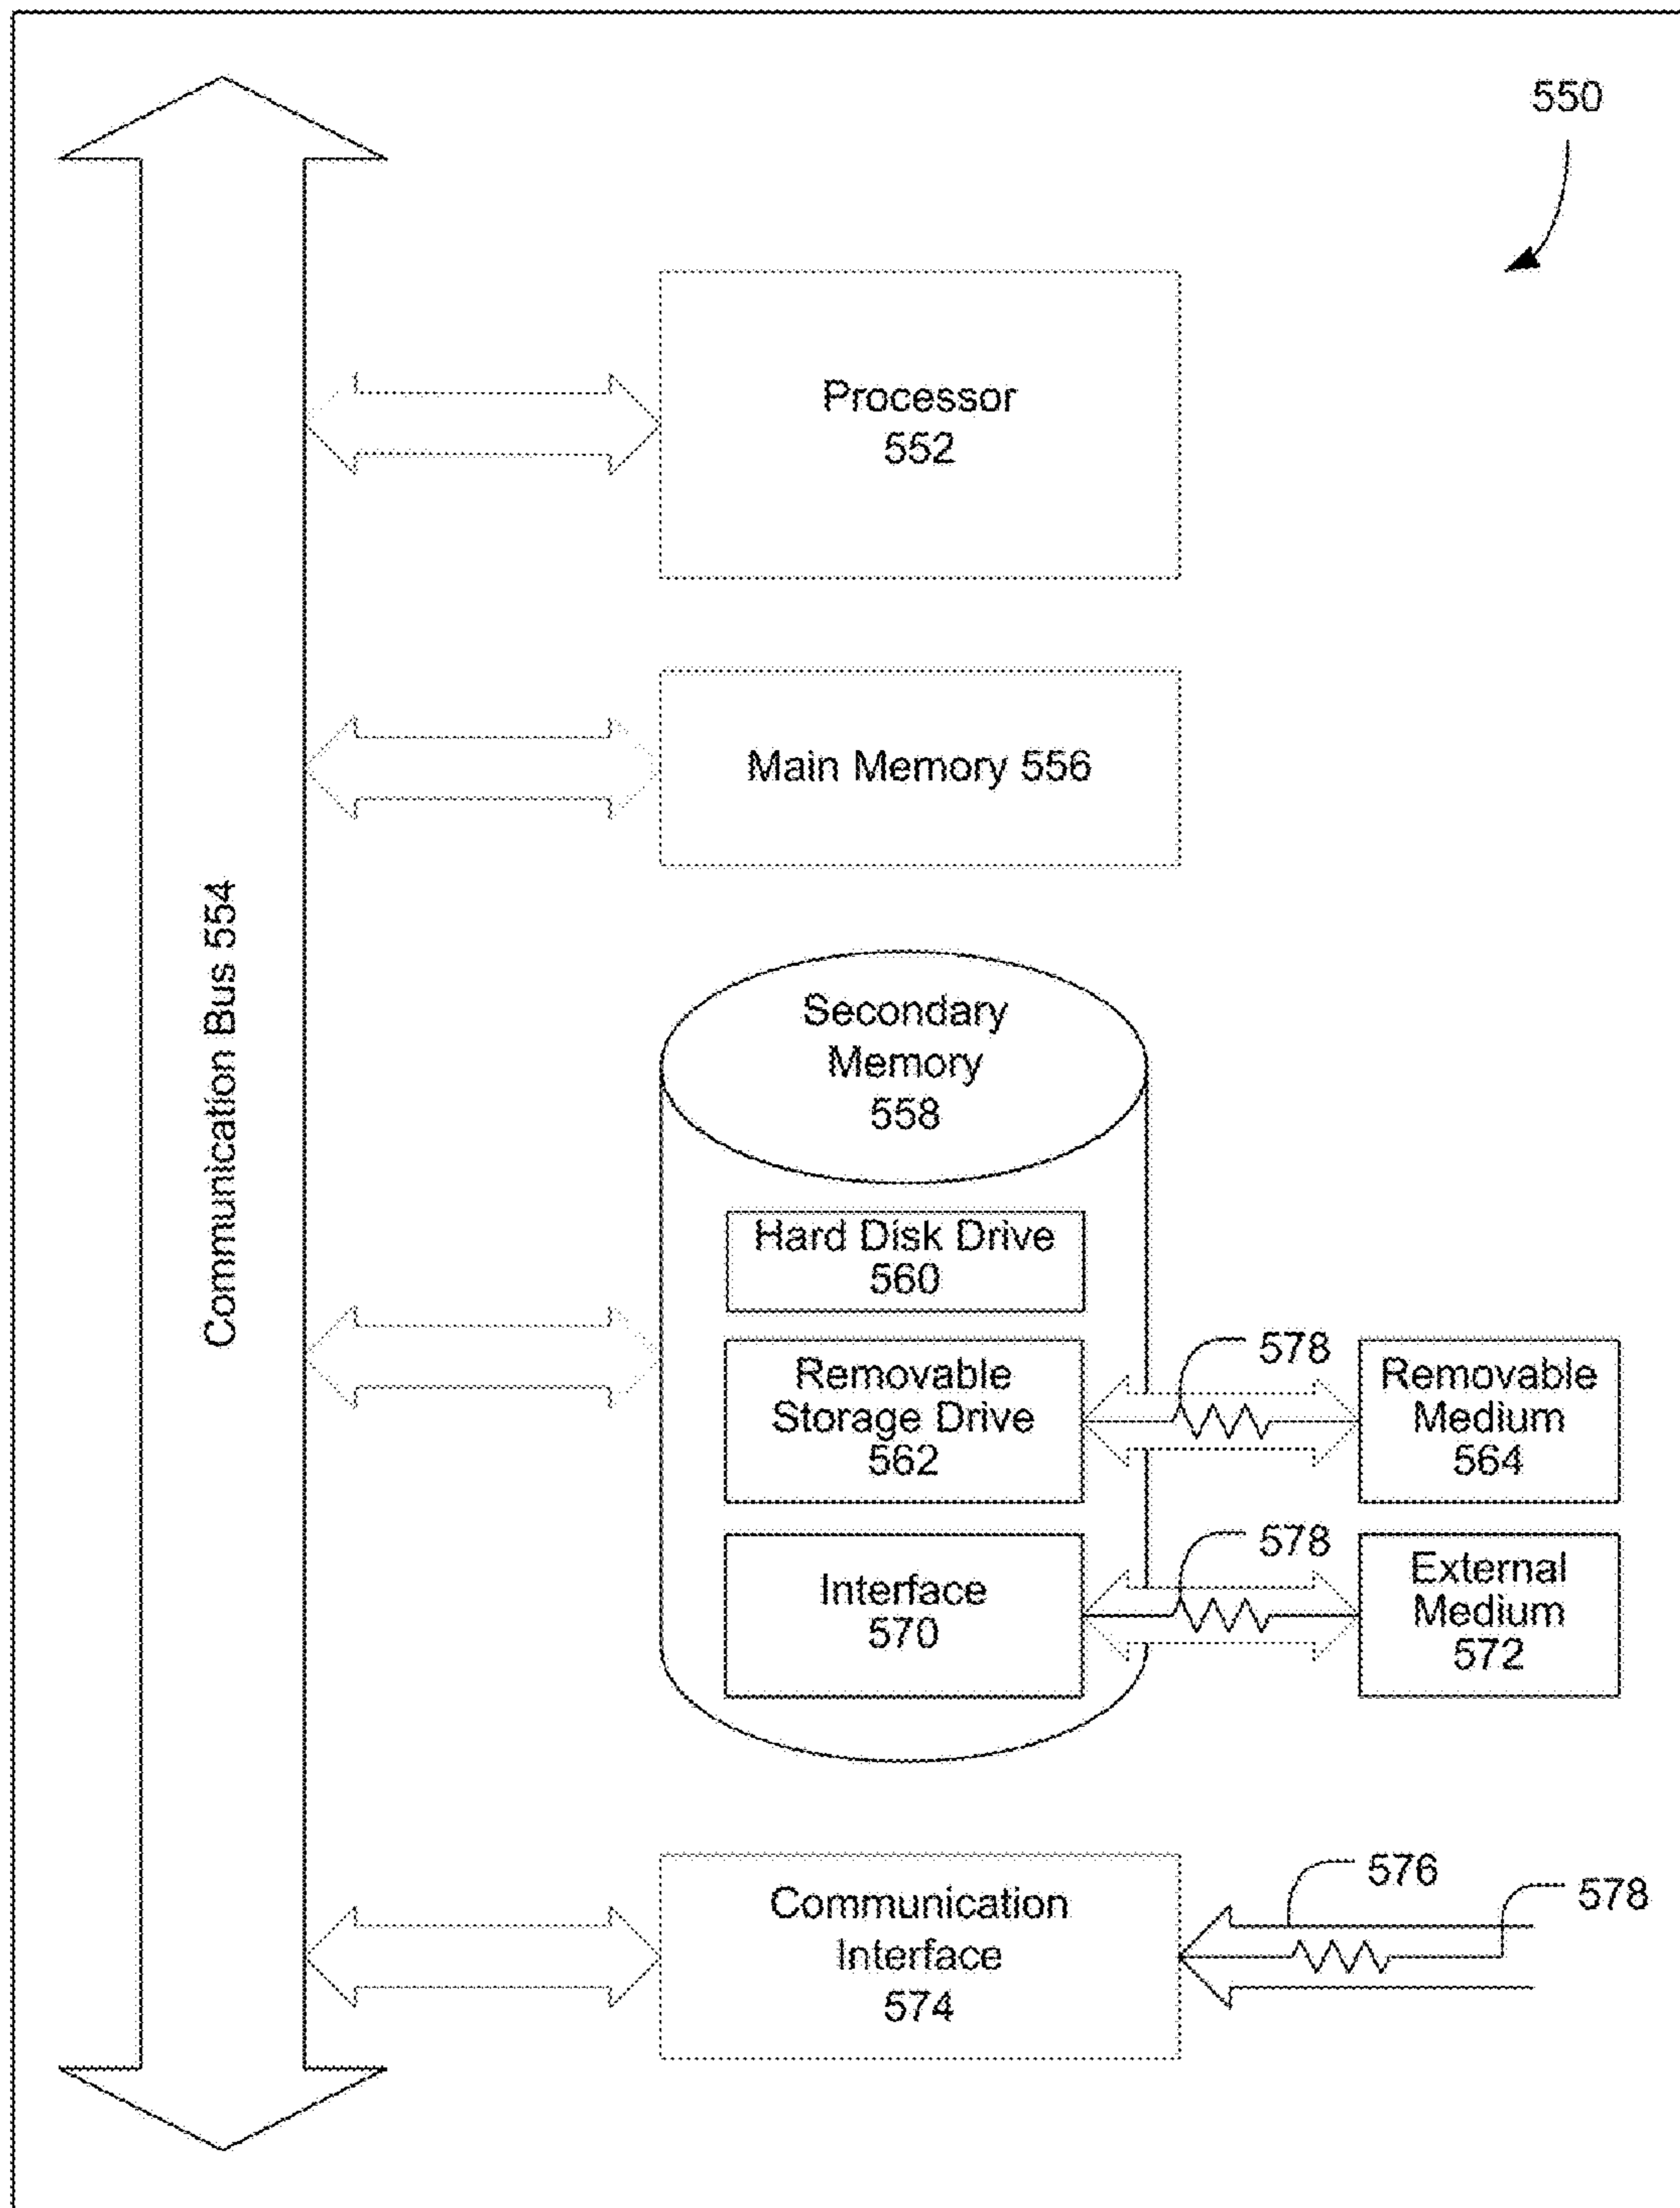 550
Processor
552
Main Memory 556
Communication Bus 554
Secondary
Memory
558
Hard Disk Drive
560
Removable
Storage Drive
562
578
Removable
Medium
564
Interface
570
578
External
Medium
572
Communication
Interface
574
576
578